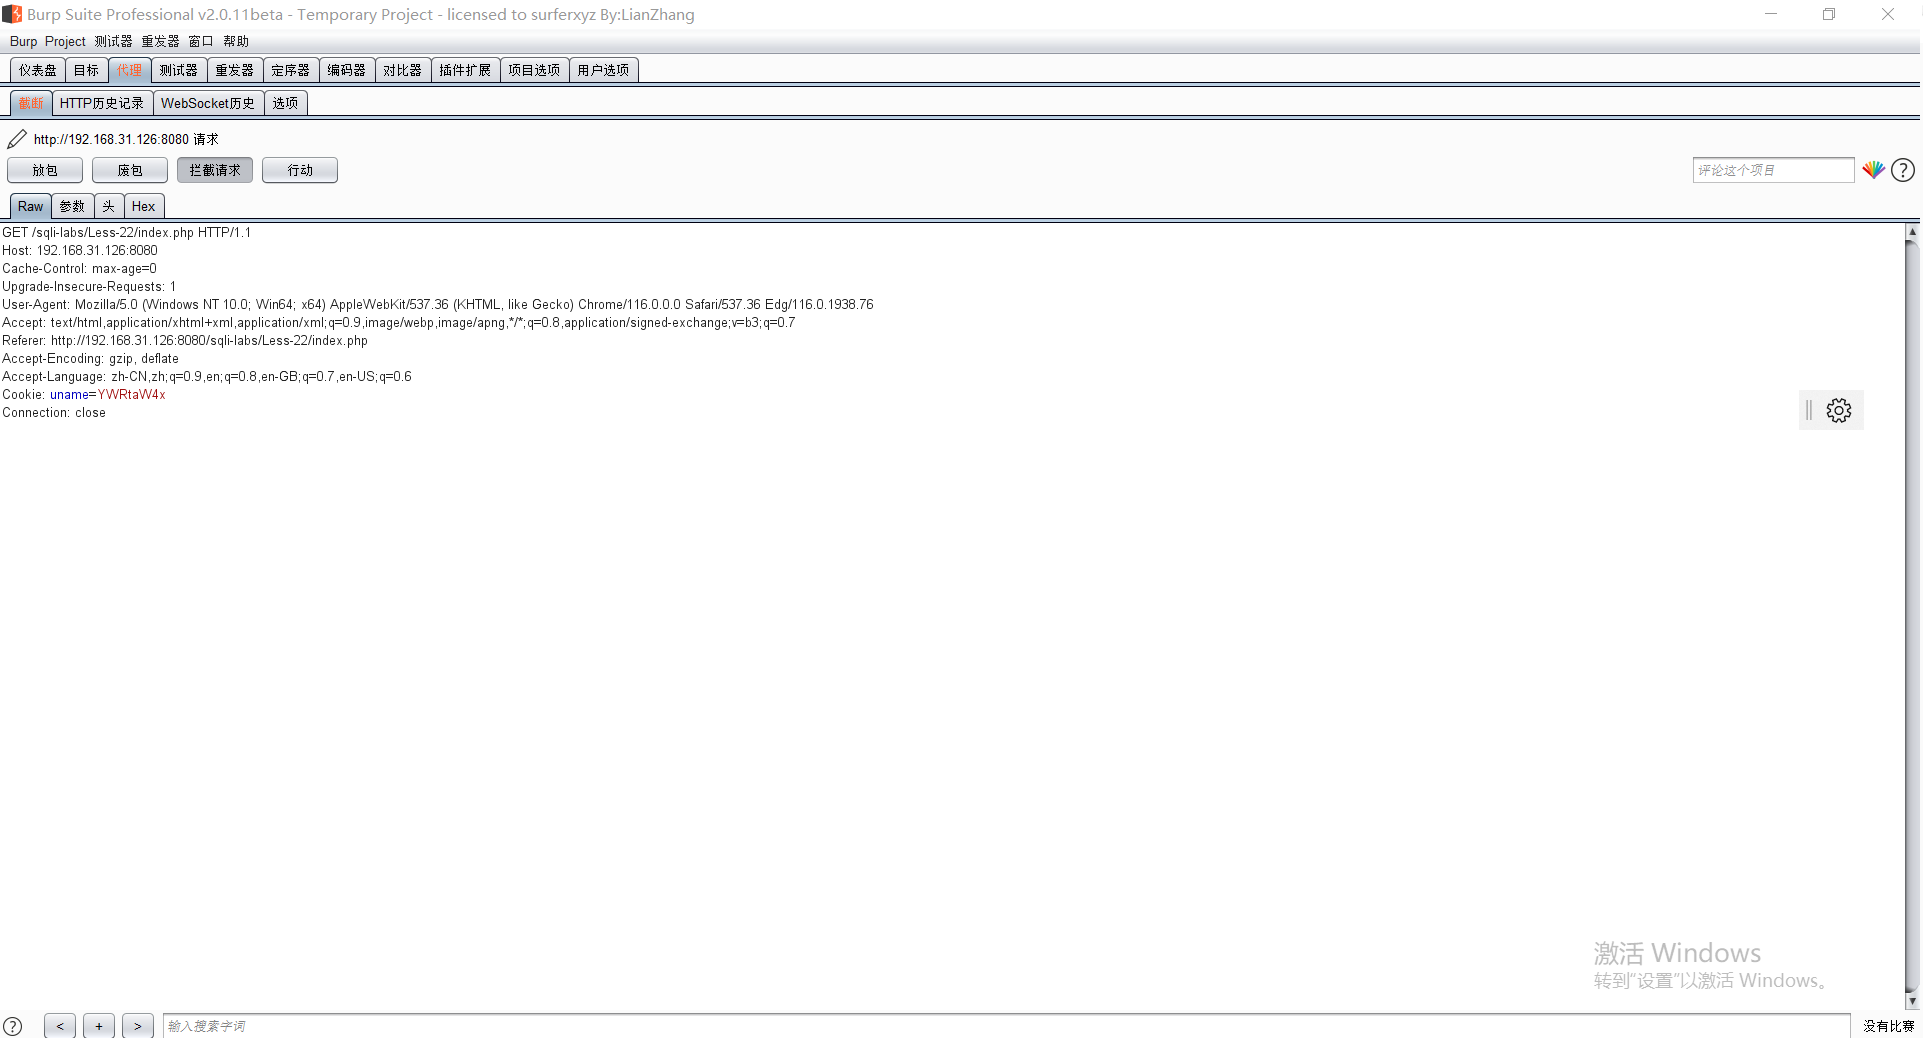 Burp Suite Professional v2.0.11beta - Temporary Project - licensed to surferxyz By:LianZhang
Burp Project 测试器 重发器 窗口 帮助
仪表盘 目标 代理 测试器 重发器 定序器 编码器 对比器 插件扩展 项目选项 用户选项
截断 HTTP历史记录 WebSocket历史 选项
http://192.168.31.126:8080 请求
放包 废包 拦截请求 行动 评论这个项目 ?
Raw 参数 头 Hex
GET /sqli-labs/Less-22/index.php HTTP/1.1
Host: 192.168.31.126:8080
Cache-Control: max-age=0
Upgrade-Insecure-Requests: 1
User-Agent: Mozilla/5.0 (Windows NT 10.0; Win64; x64) AppleWebKit/537.36 (KHTML, like Gecko) Chrome/116.0.0.0 Safari/537.36 Edg/116.0.1938.76
Accept: text/html,application/xhtml+xml,application/xml;q=0.9,image/webp,image/apng,*/*;q=0.8,application/signed-exchange;v=b3;q=0.7
Referer: http://192.168.31.126:8080/sqli-labs/Less-22/index.php
Accept-Encoding: gzip, deflate
Accept-Language: zh-CN,zh;q=0.9,en;q=0.8,en-GB;q=0.7,en-US;q=0.6
Cookie: uname=YWRtaW4x
Connection: close
激活 Windows
转到"设置"以激活 Windows。
? < + > 输入搜索字词 没有比赛